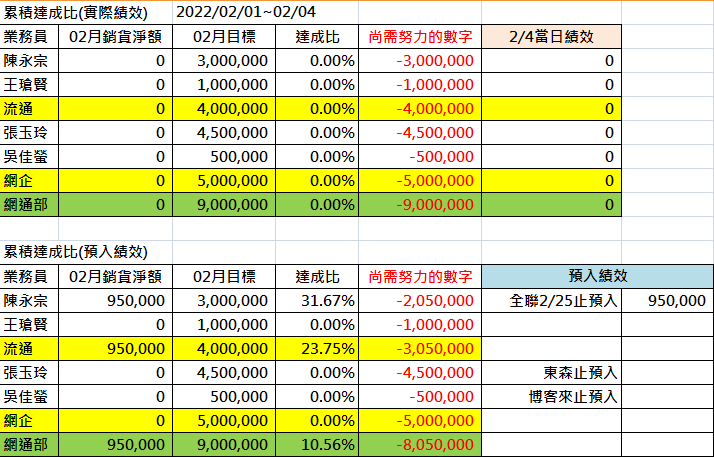 累積達成比(實際績效) 2022/02/01~02/04
業務員 02月銷貨淨額 02月目標 達成比 尚需努力的數字 2/4當日績效
陳永宗 0 3,000,000 0.00% -3,000,000 0
王瑲賢 0 1,000,000 0.00% -1,000,000 0
流通 0 4,000,000 0.00% -4,000,000 0
張玉玲 0 4,500,000 0.00% -4,500,000 0
吳佳螢 0 500,000 0.00% -500,000 0
網企 0 5,000,000 0.00% -5,000,000 0
網通部 0 9,000,000 0.00% -9,000,000 0
累積達成比(預入績效)
業務員 02月銷貨淨額 02月目標 達成比 尚需努力的數字 預入績效
陳永宗 950,000 3,000,000 31.67% -2,050,000 全聯2/25止預入 950,000
王瑲賢 0 1,000,000 0.00% -1,000,000
流通 950,000 4,000,000 23.75% -3,050,000
張玉玲 0 4,500,000 0.00% -4,500,000 東森止預入
吳佳螢 0 500,000 0.00% -500,000 博客來止預入
網企 0 5,000,000 0.00% -5,000,000
網通部 950,000 9,000,000 10.56% -8,050,000